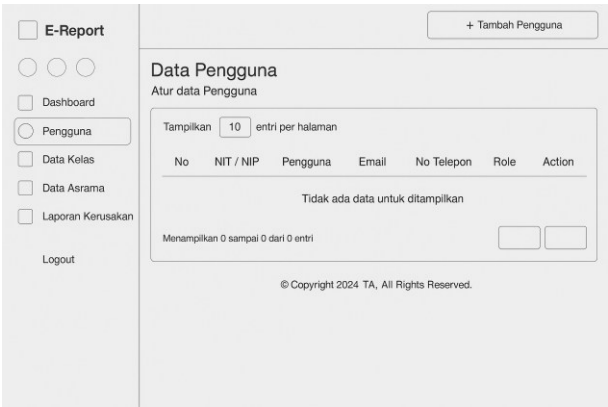 E-Report
+ Tambah Pengguna
Dashboard
Pengguna
Data Kelas
Data Asrama
Laporan Kerusakan
Logout
Data Pengguna
Atur data Pengguna
Tampilkan 10 entri per halaman
No NIT / NIP Pengguna Email No Telepon Role Action
Tidak ada data untuk ditampilkan
Menampilkan 0 sampai 0 dari 0 entri
© Copyright 2024 TA, All Rights Reserved.